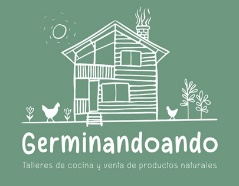 Germinandoando
Talleres de cocina y venta de productos naturales